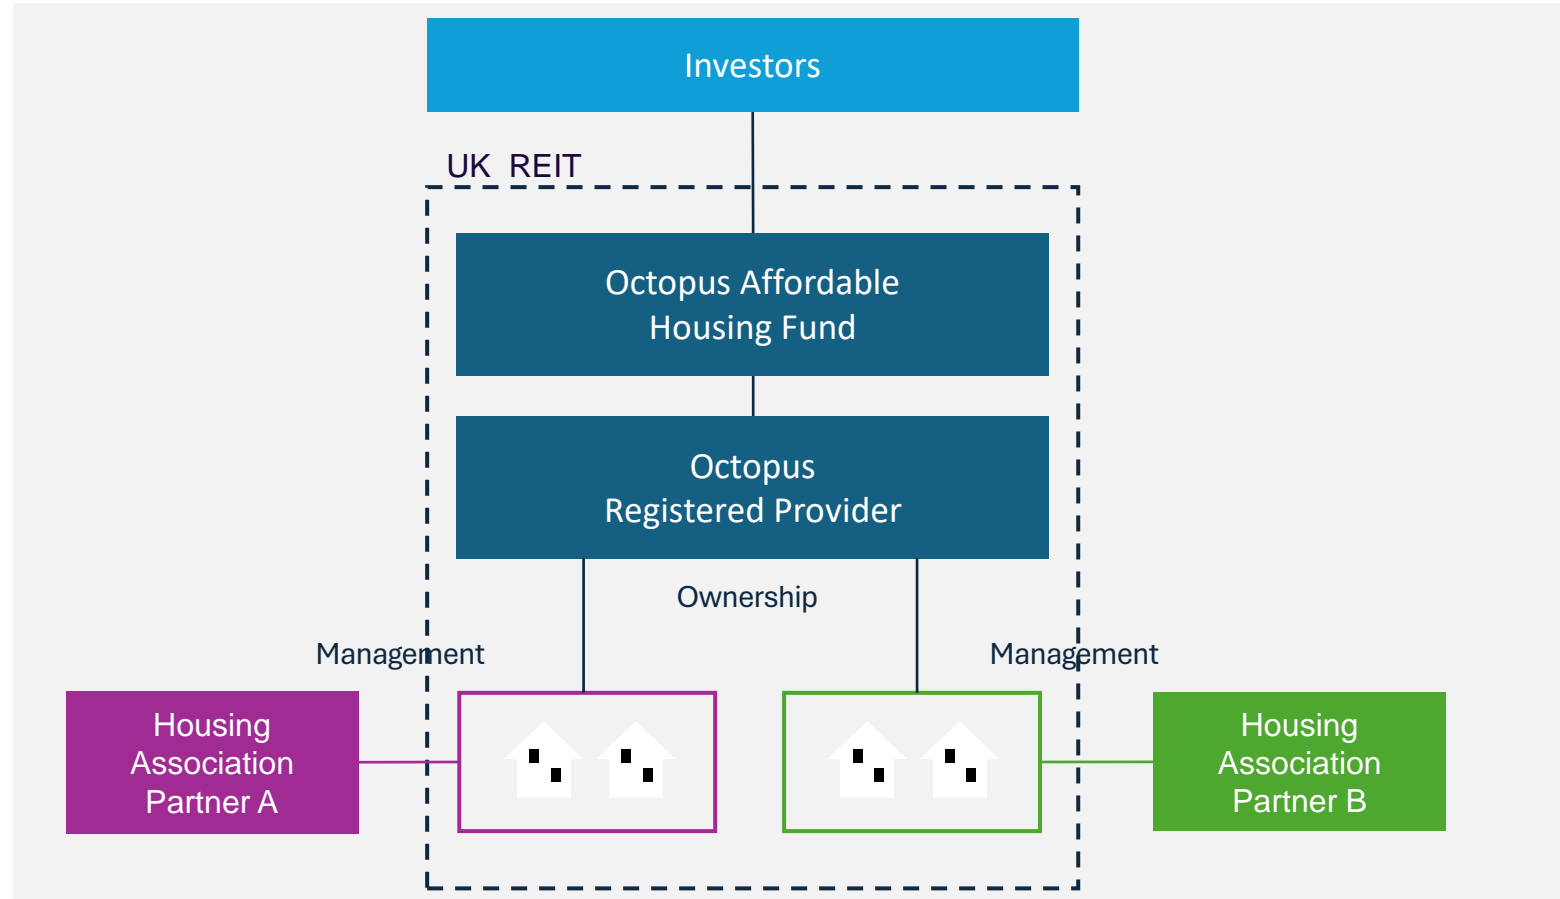 Investors
UK REIT
Octopus Affordable
Housing Fund
Octopus
Registered Provider
Ownership
Management
Management
Housing
Association
Partner A
Housing
Association
Partner B